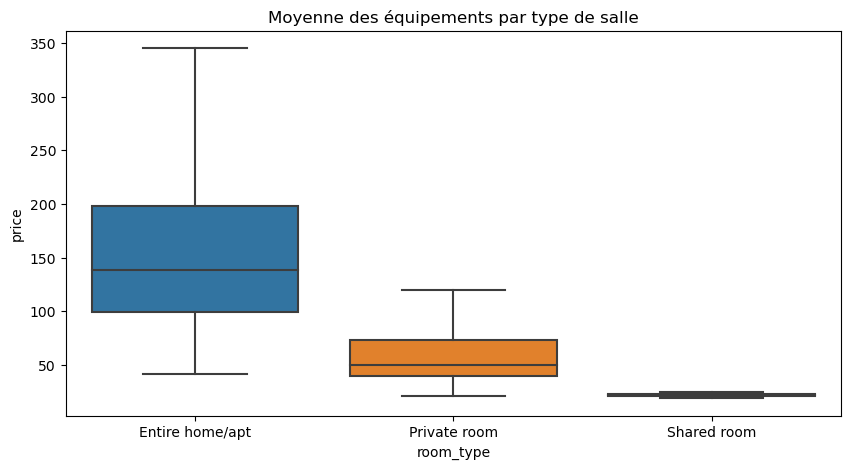 Moyenne des équipements par type de salle
350
300
250
200
150
100
50
price
Entire home/apt
Private room
Shared room
room_type